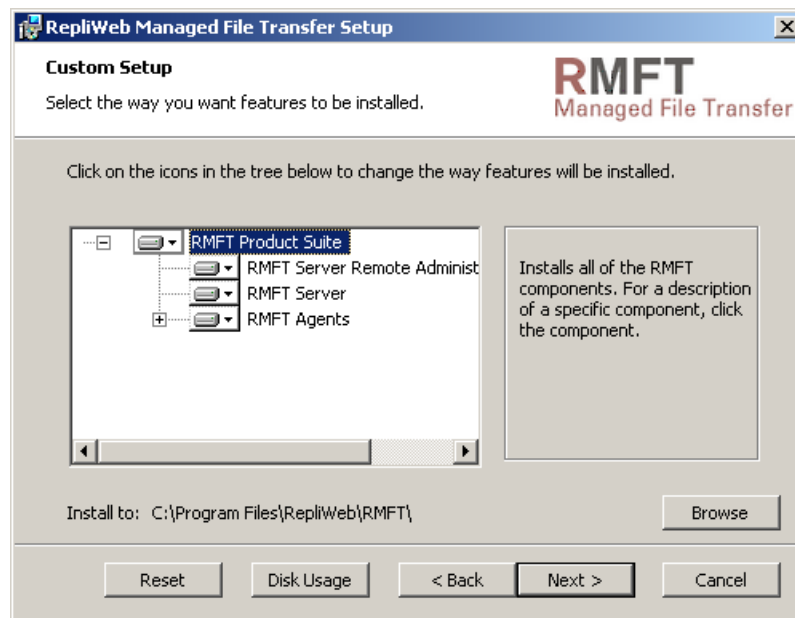 RepliWeb Managed File Transfer Setup
Custom Setup
Select the way you want features to be installed.
RMFT
Managed File Transfer
Click on the icons in the tree below to change the way features will be installed.
RMFT Product Suite
RMFT Server Remote Administ
RMFT Server
RMFT Agents
Installs all of the RMFT
components. For a description
of a specific component, click
the component.
Install to: C:\Program Files\RepliWeb\RMFT\
Browse
Reset
Disk Usage
< Back
Next >
Cancel